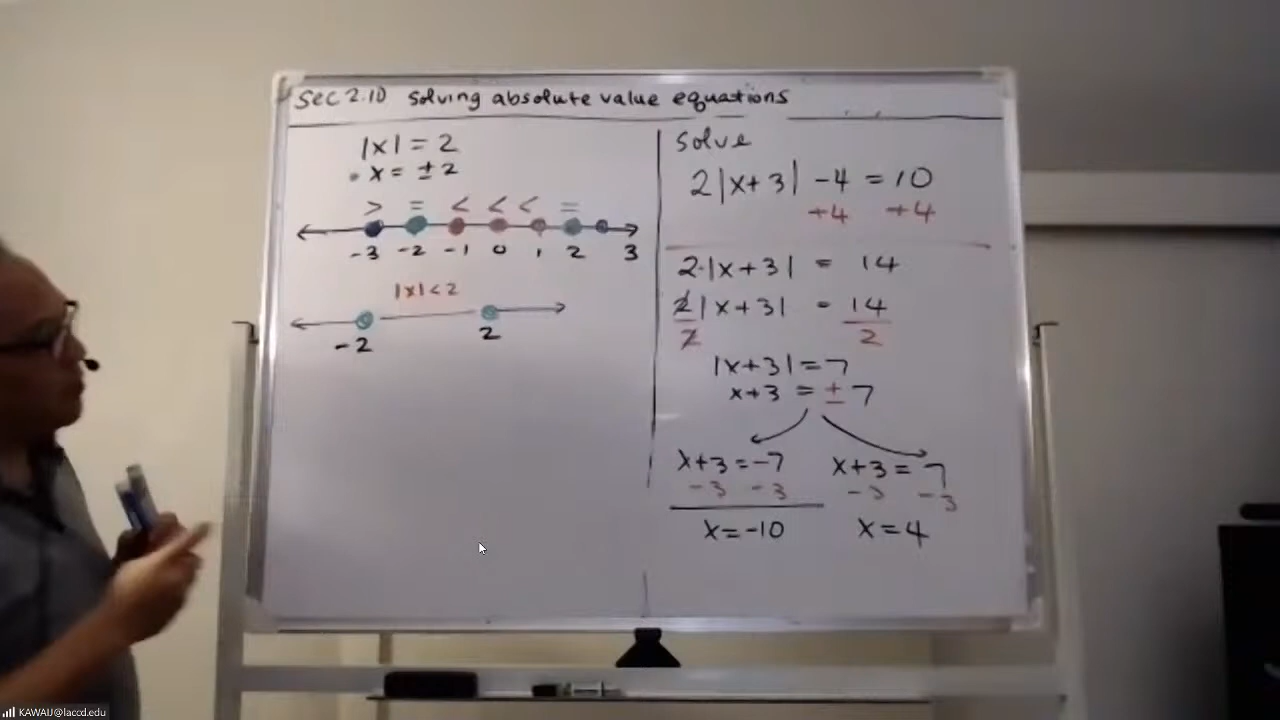 Sec 2.10 Solving absolute value equations
|x| = 2
• x = ± 2
> = < < < =
-3 -2 -1 0 1 2 3
|x| < 2
-2 2
Solve
2|x+3| -4 = 10
+4 +4
2·|x+3| = 14
2|x+3| = 14
2 2
|x+3| = 7
x+3 = ± 7
x+3 = -7 x+3 = 7
-3 -3 -3 -3
x = -10 x = 4
KAWAIJ@laccd.edu